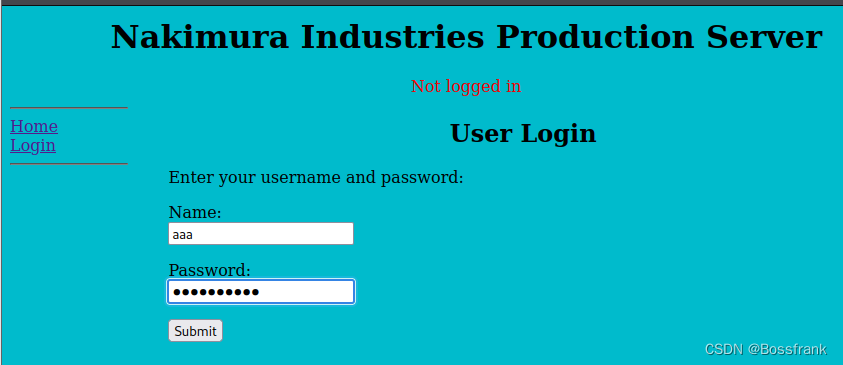 Nakimura Industries Production Server
Not logged in
Home
Login
User Login
Enter your username and password:
Name:
aaa
Password:
●●●●●●●●●●
Submit
CSDN @Bossfrank